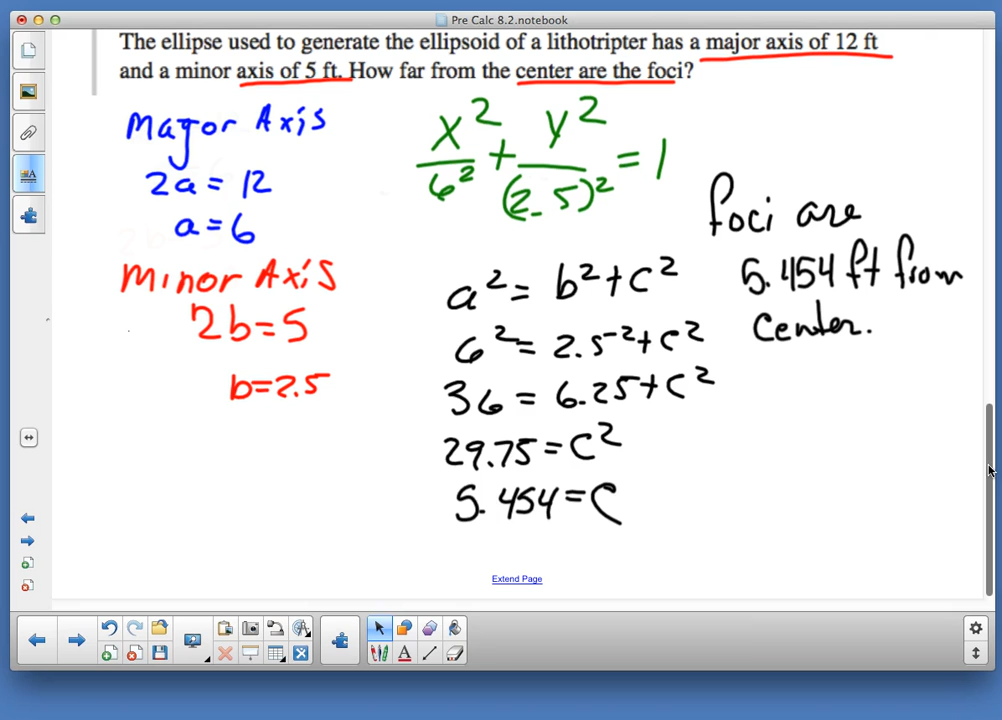 Pre Calc 8.2.notebook
The ellipse used to generate the ellipsoid of a lithotripter has a major axis of 12 ft
and a minor axis of 5 ft. How far from the center are the foci?
Major Axis
2a = 12
a = 6
Minor Axis
2b = 5
b = 2.5
x²/6² + y²/(2.5)² = 1
a² = b² + c²
6² = 2.5² + c²
36 = 6.25 + c²
29.75 = c²
5.454 = c
foci are
5.454 ft from
center.
Extend Page